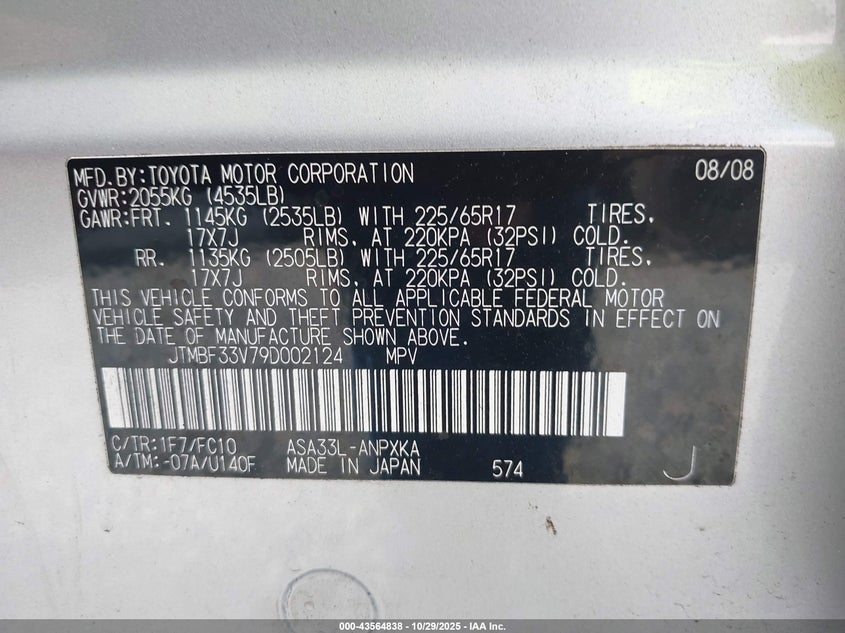 MFD.BY:TOYOTA MOTOR CORPORATION 08/08
GVWR:2055KG (4535LB)
GAWR:FRT. 1145KG (2535LB) WITH 225/65R17 TIRES,
17X7J RIMS, AT 220KPA (32PSI) COLD.
RR. 1135KG (2505LB) WITH 225/65R17 TIRES,
17X7J RIMS, AT 220KPA (32PSI) COLD.
THIS VEHICLE CONFORMS TO ALL APPLICABLE FEDERAL MOTOR
VEHICLE SAFETY AND THEFT PREVENTION STANDARDS IN EFFECT ON
THE DATE OF MANUFACTURE SHOWN ABOVE.
JTMBF33V79D002124 MPV
C/TR:1F7/FC10 ASA33L-ANPXKA
A/TM:-07A/U140F MADE IN JAPAN 574 J
000-43564838 - 10/29/2025 - IAA Inc.